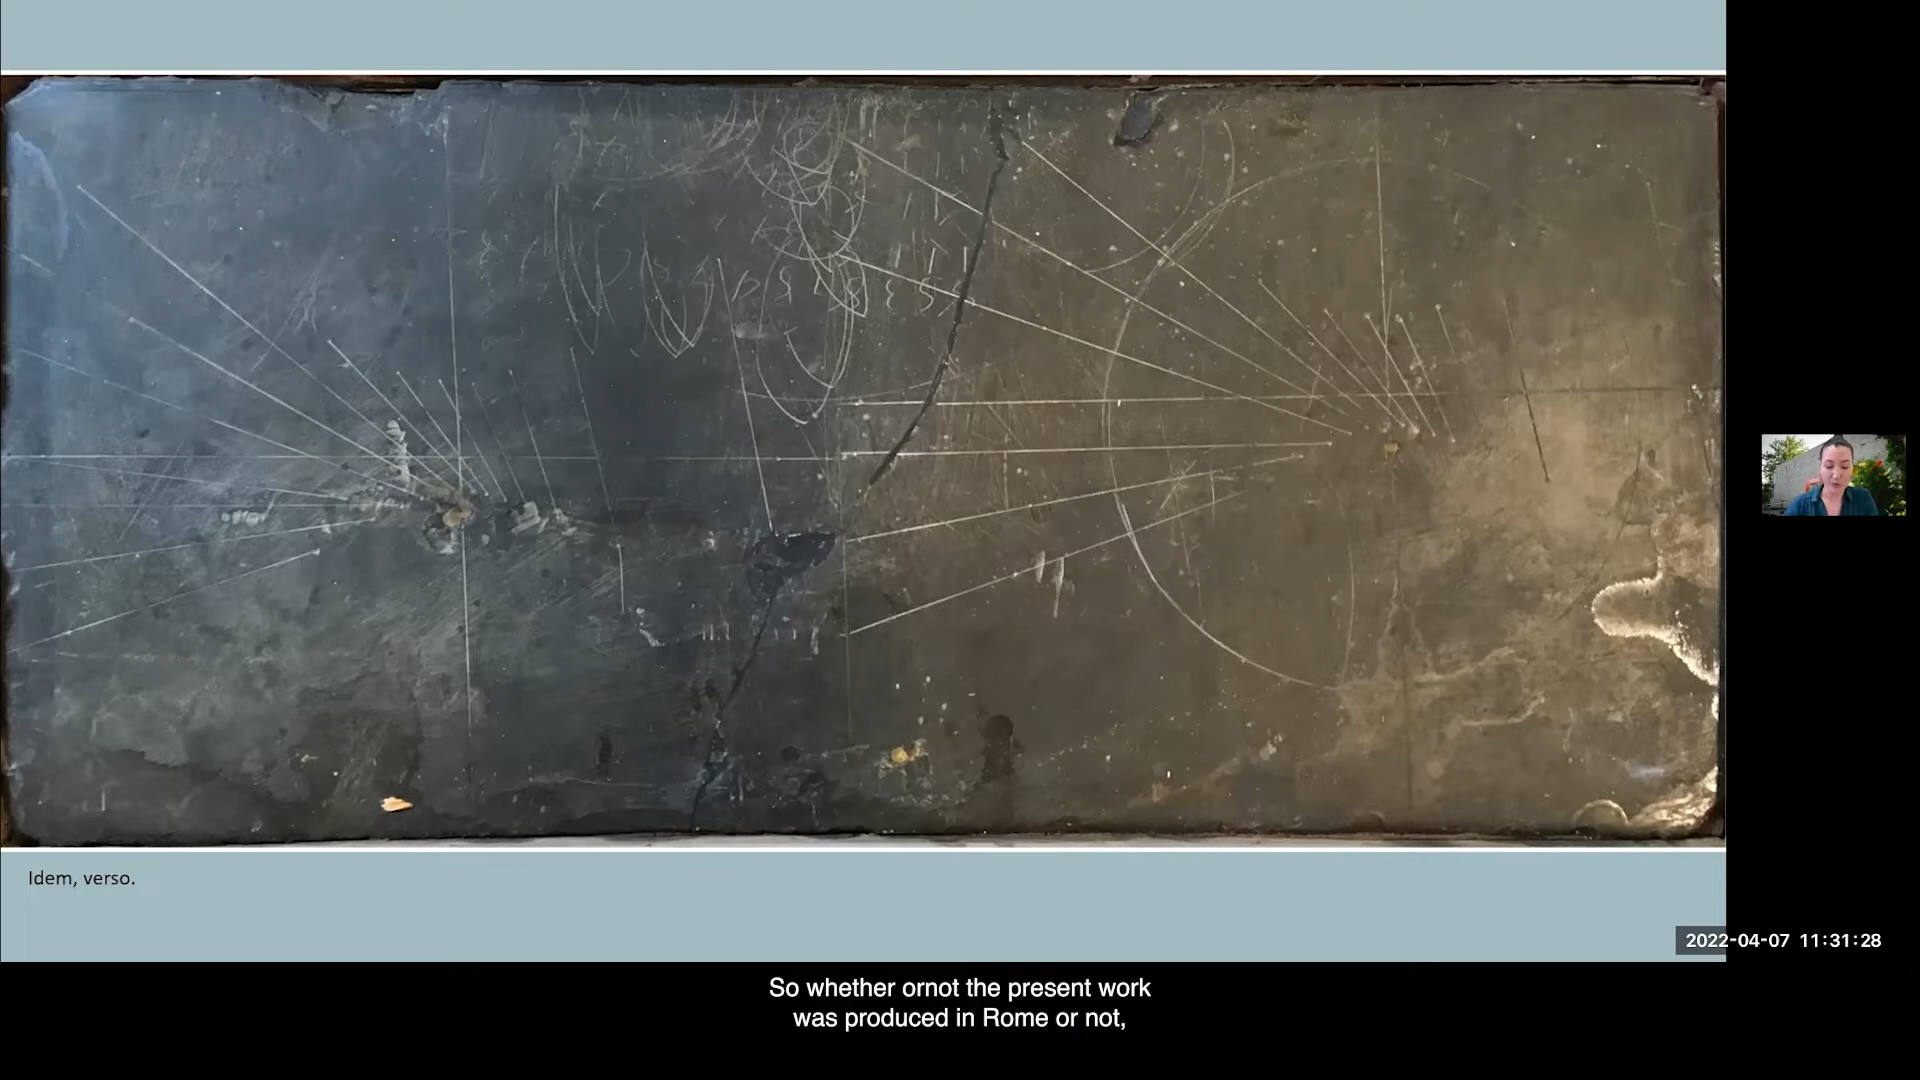 Idem, verso.
2022-04-07 11:31:28
So whether ornot the present work
was produced in Rome or not,